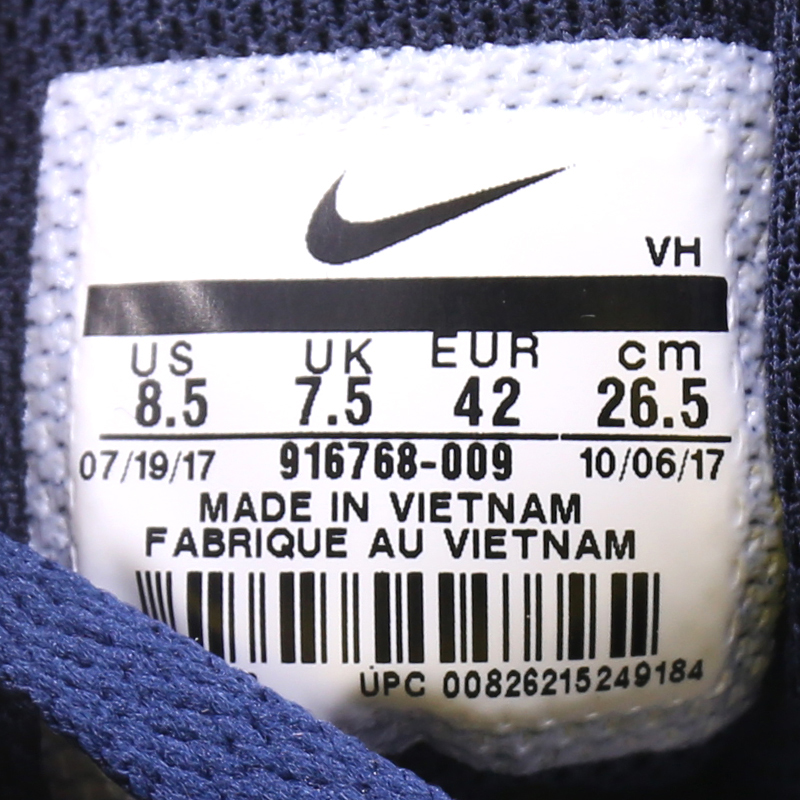 VH
US UK EUR cm
8.5 7.5 42 26.5
07/19/17 916768-009 10/06/17
MADE IN VIETNAM
FABRIQUE AU VIETNAM
UPC 00826215249184